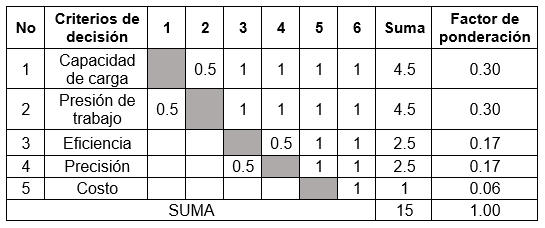 No Criterios de decisión 1 2 3 4 5 6 Suma Factor de ponderación
1 Capacidad de carga 0.5 1 1 1 1 4.5 0.30
2 Presión de trabajo 0.5 1 1 1 1 4.5 0.30
3 Eficiencia 0.5 1 1 2.5 0.17
4 Precisión 0.5 1 1 2.5 0.17
5 Costo 1 1 0.06
SUMA 15 1.00